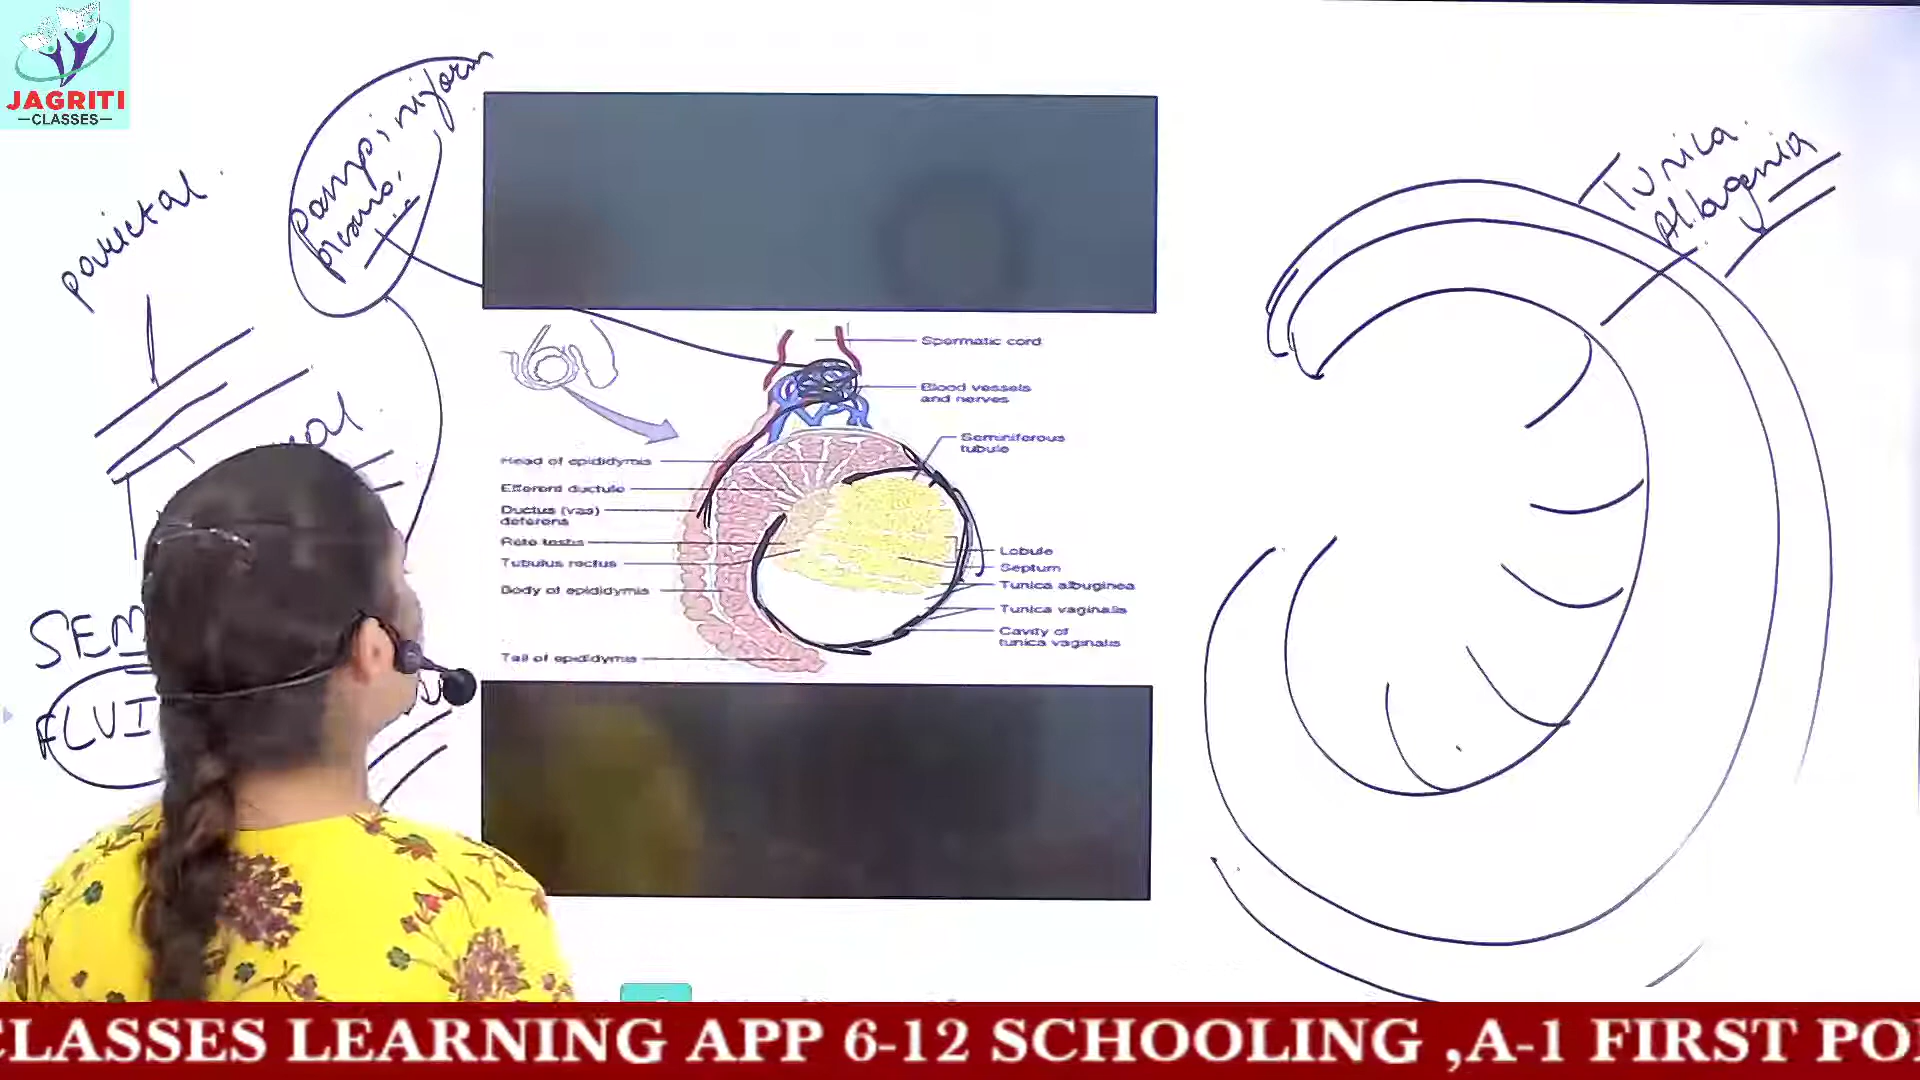 JAGRITI
CLASSES
parietal
Pampiniform
plexus
SEM
FLUI
Spermatic cord
Blood vessels
and nerves
Seminiferous
tubule
Head of epididymis
Efferent ductule
Ductus (vas)
deferens
Rete testis
Tubulus rectus
Body of epididymis
Tail of epididymis
Lobule
Septum
Tunica albuginea
Tunica vaginalis
Cavity of
tunica vaginalis
Tunica
CLASSES LEARNING APP 6-12 SCHOOLING ,A-1 FIRST PO